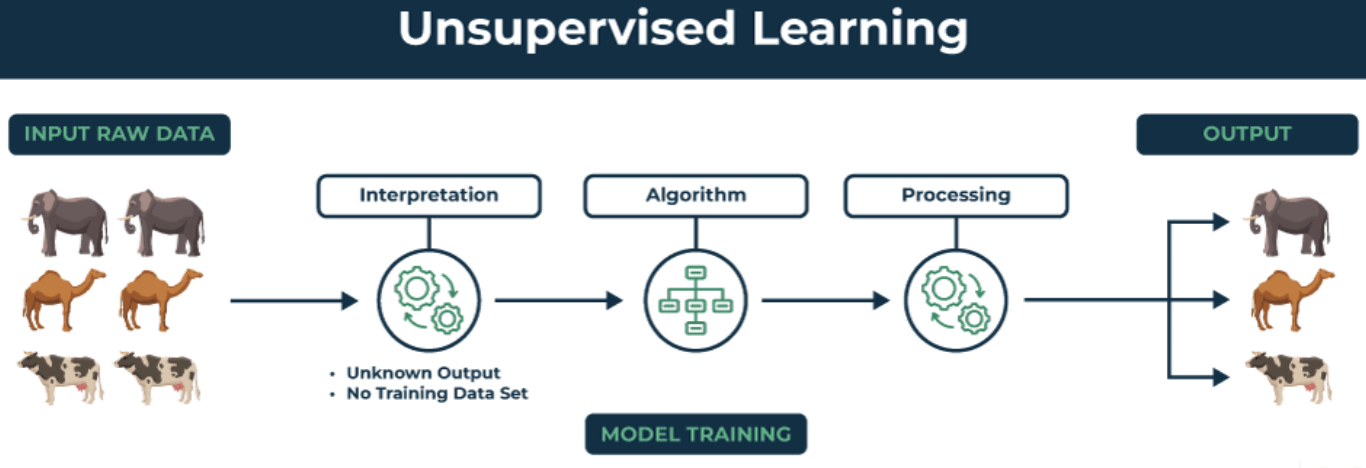 Unsupervised Learning
INPUT RAW DATA
OUTPUT
Interpretation
Algorithm
Processing
• Unknown Output
• No Training Data Set
MODEL TRAINING